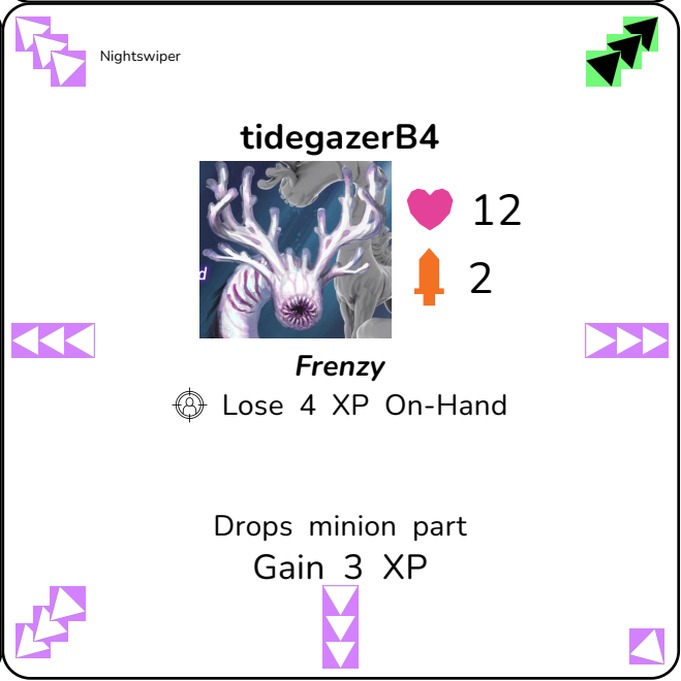 Nightswiper
tidegazerB4
12
2
d
Frenzy
Lose 4 XP On-Hand
Drops minion part
Gain 3 XP